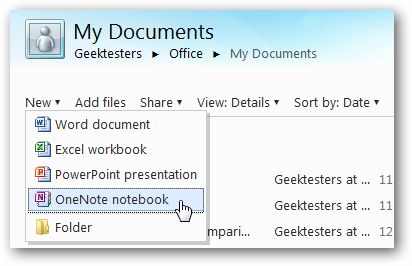 My Documents
Geektesters ▸ Office ▸ My Documents
New ▾ Add files Share ▾ View: Details ▾ Sort by: Date ▾
Word document
Excel workbook
PowerPoint presentation
Geektesters at ... 11
OneNote notebook
Geektesters at ... 11
Folder
mpari... Geektesters at ... 12